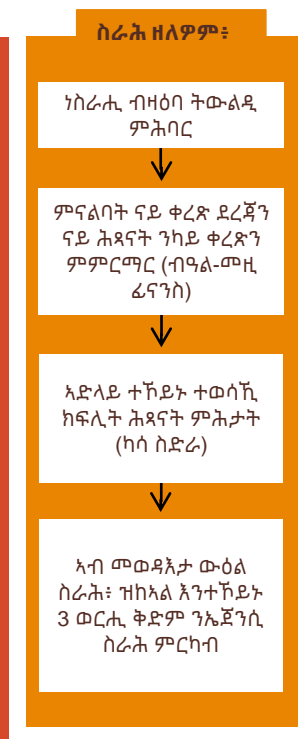 ስራሕ ዘለዎም፥
ነስራሒ ብዛዕባ ትውልዲ
ምሕባር
ምናልባት ናይ ቀረጽ ደረጃን
ናይ ሕጻናት ንካይ ቀረጽን
ምምርማር (ብዓል-መዚ
ፊናንስ)
ኣድላይ ተኾይኑ ተወሳኺ
ክፍሊት ሕጻናት ምሕታት
(ካሳ ስድራ)
ኣብ መወዳእታ ውዕል
ስራሕ፥ ዝከኣል እንተኾይኑ
3 ወርሒ ቅድም ንኤጀንሲ
ስራሕ ምርካብ